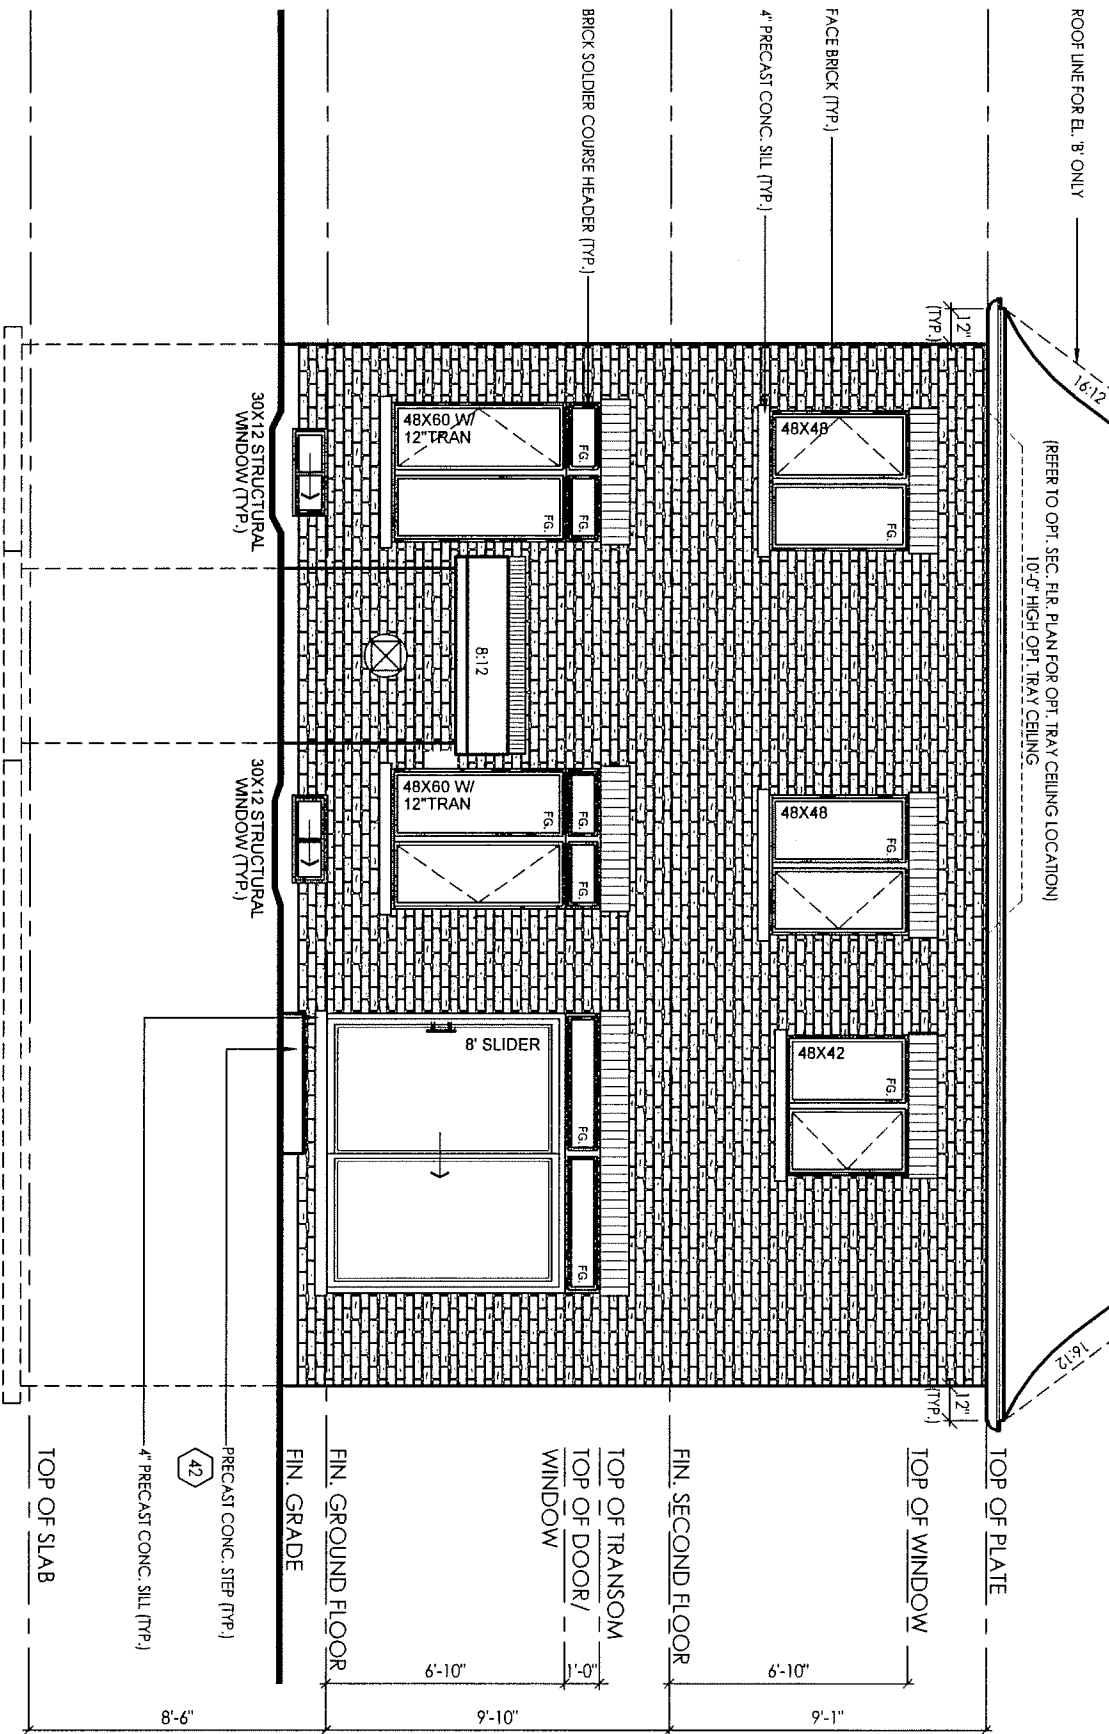 ROOF LINE FOR EL. 'B' ONLY
16:12
(REFER TO OPT. SEC. FLR. PLAN FOR OPT. TRAY CEILING LOCATION)
10'-0" HIGH OPT. TRAY CEILING
16:12
12"
(TYP.)
12"
(TYP.)
FACE BRICK (TYP.)
4" PRECAST CONC. SILL (TYP.)
BRICK SOLDIER COURSE HEADER (TYP.)
48X48
FG.
48X48
FG.
48X42
FG.
48X60 W/
12"TRAN
FG.
FG.
FG.
8:12
48X60 W/
12"TRAN
FG.
FG.
FG.
8' SLIDER
FG.
FG.
30X12 STRUCTURAL
WINDOW (TYP.)
30X12 STRUCTURAL
WINDOW (TYP.)
TOP OF PLATE
TOP OF WINDOW
FIN. SECOND FLOOR
TOP OF TRANSOM
TOP OF DOOR/
WINDOW
FIN. GROUND FLOOR
FIN. GRADE
PRECAST CONC. STEP (TYP.)
42
4" PRECAST CONC. SILL (TYP.)
TOP OF SLAB
6'-10"
1'-0"
6'-10"
9'-1"
9'-10"
8'-6"